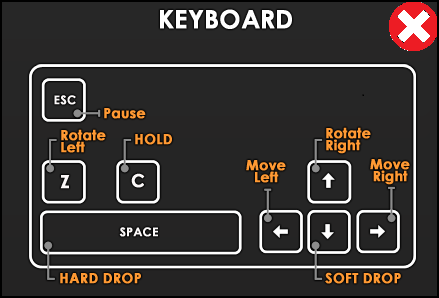 KEYBOARD
ESC
Pause
Rotate
Left
HOLD
Rotate
Right
Move
Left
Move
Right
Z
C
SPACE
HARD DROP
SOFT DROP